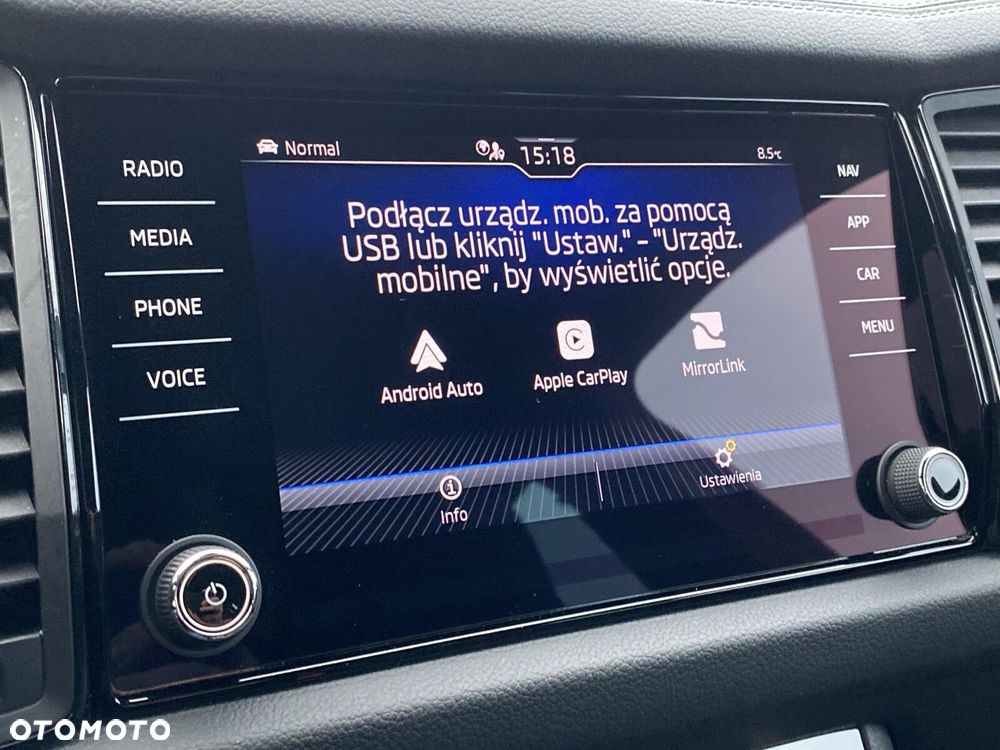 Normal
15:18
8.5°C
RADIO
MEDIA
PHONE
VOICE
NAV
APP
CAR
MENU
Podłącz urządz. mob. za pomocą
USB lub kliknij "Ustaw." - "Urządz.
mobilne", by wyświetlić opcje.
Android Auto
Apple CarPlay
MirrorLink
Info
Ustawienia
OTOMOTO